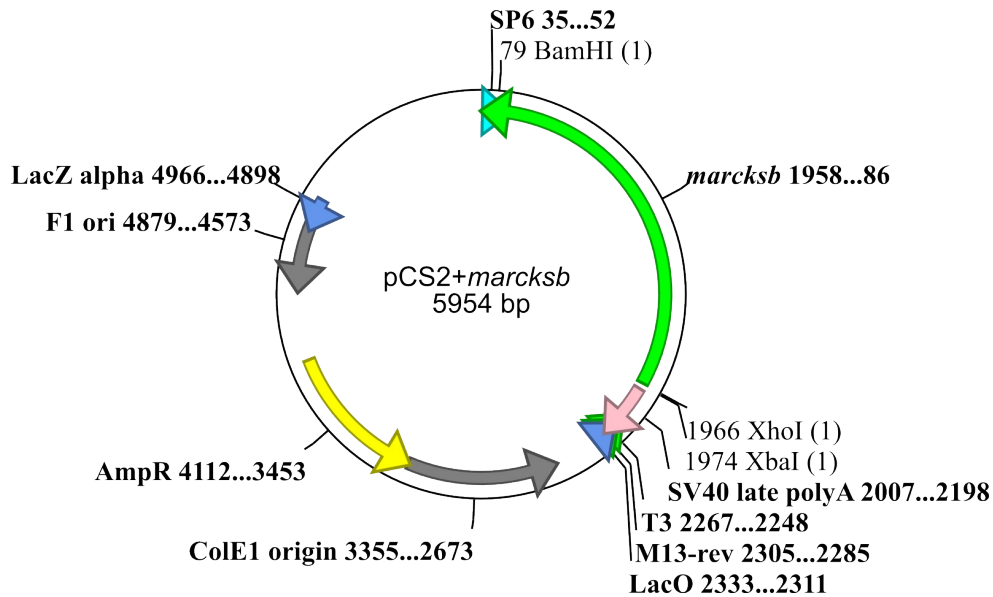 SP6 35...52
79 BamHI (1)
LacZ alpha 4966...4898
marcksb 1958...86
F1 ori 4879...4573
pCS2+marcksb
5954 bp
1966 XhoI (1)
1974 XbaI (1)
AmpR 4112...3453
SV40 late polyA 2007...2198
T3 2267...2248
ColE1 origin 3355...2673
M13-rev 2305...2285
LacO 2333...2311